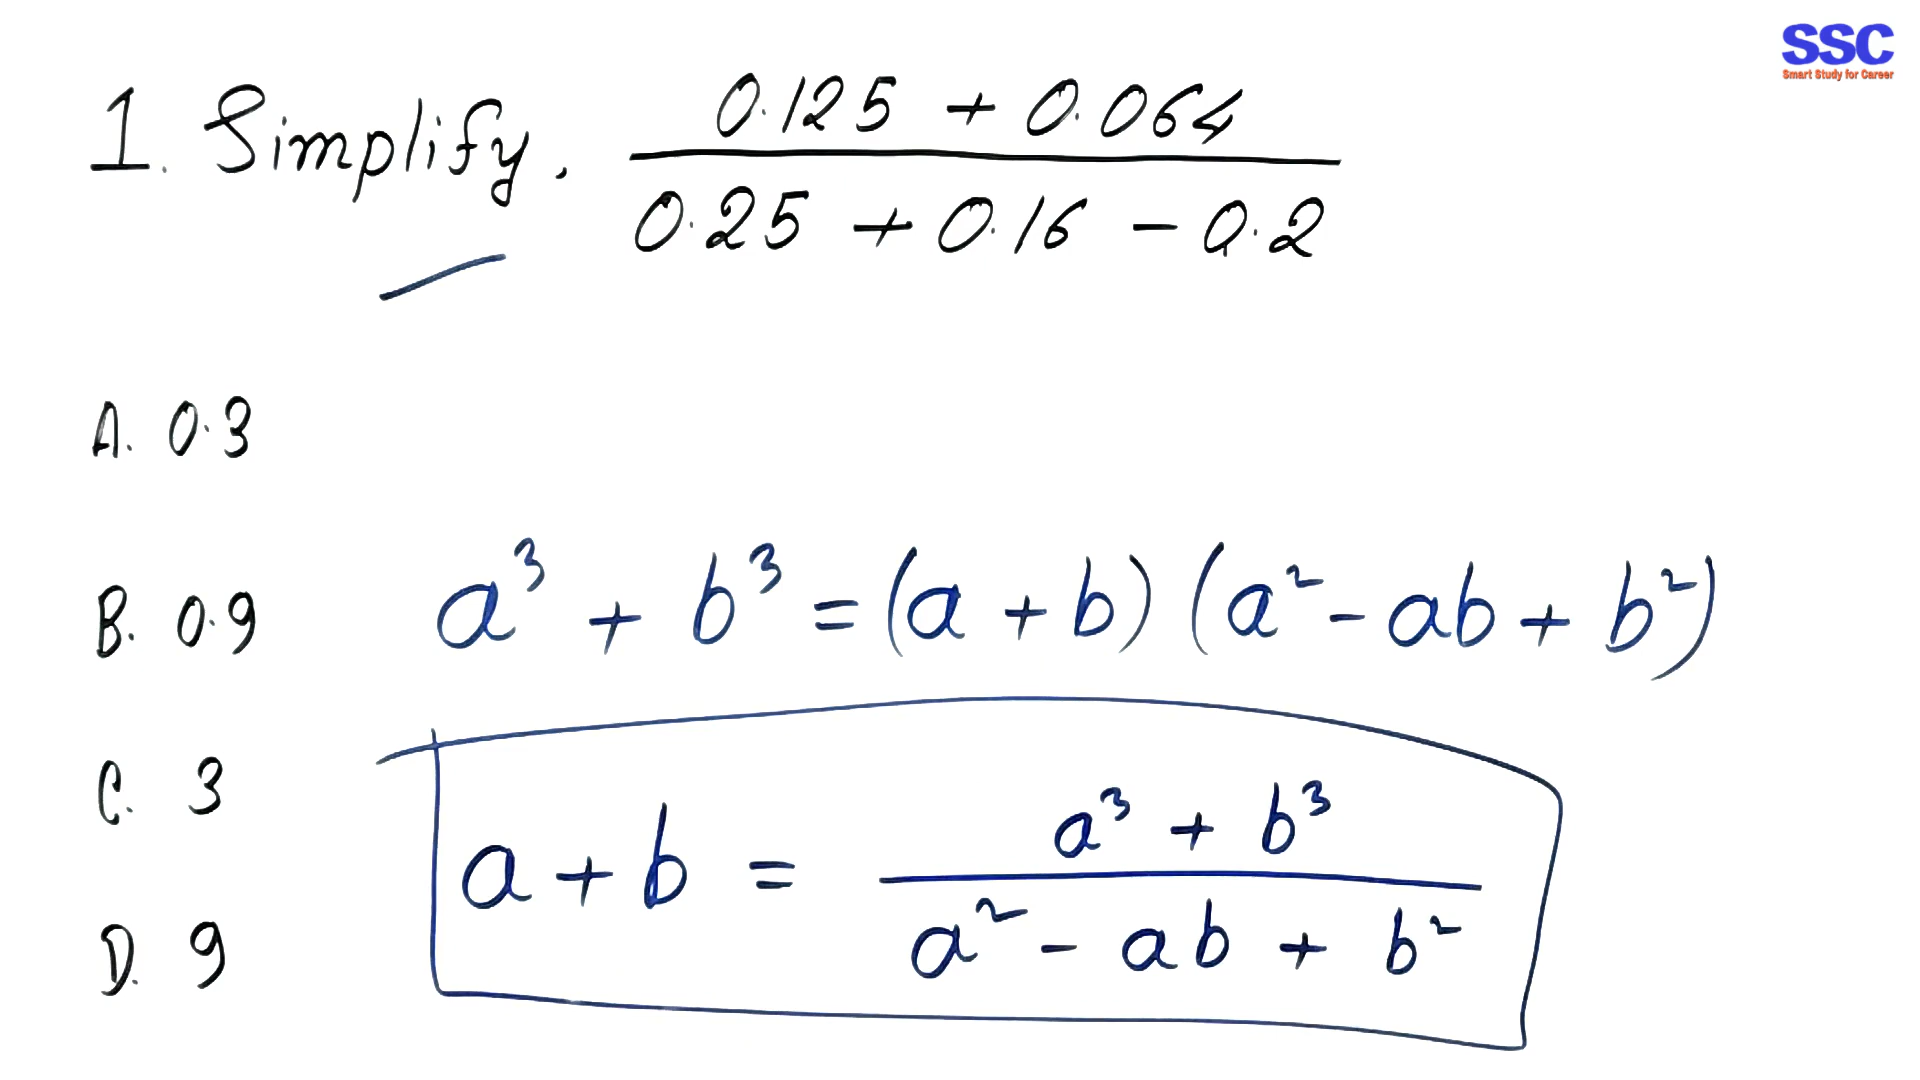 SSC
Smart Study for Career
1. Simplify. 0.125 + 0.064
0.25 + 0.16 - 0.2
A. 0.3
B. 0.9
a³ + b³ = (a + b) (a² - ab + b²)
C. 3
a + b = a³ + b³
a² - ab + b²
D. 9